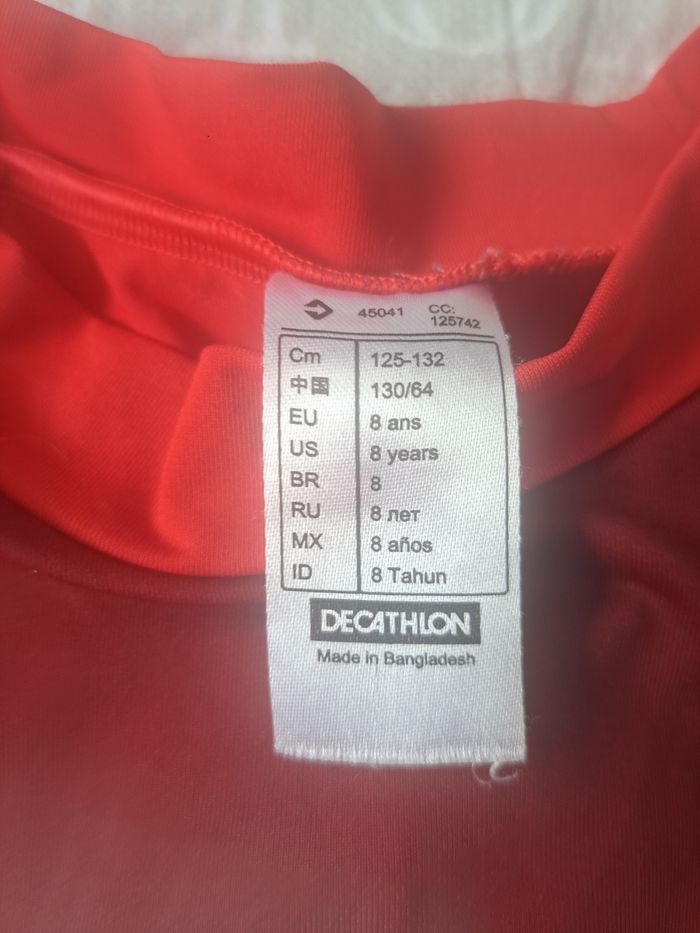 45041 CC:
125742
Cm 125-132
中国 130/64
EU 8 ans
US 8 years
BR 8
RU 8 лет
MX 8 años
ID 8 Tahun
DECATHLON
Made in Bangladesh